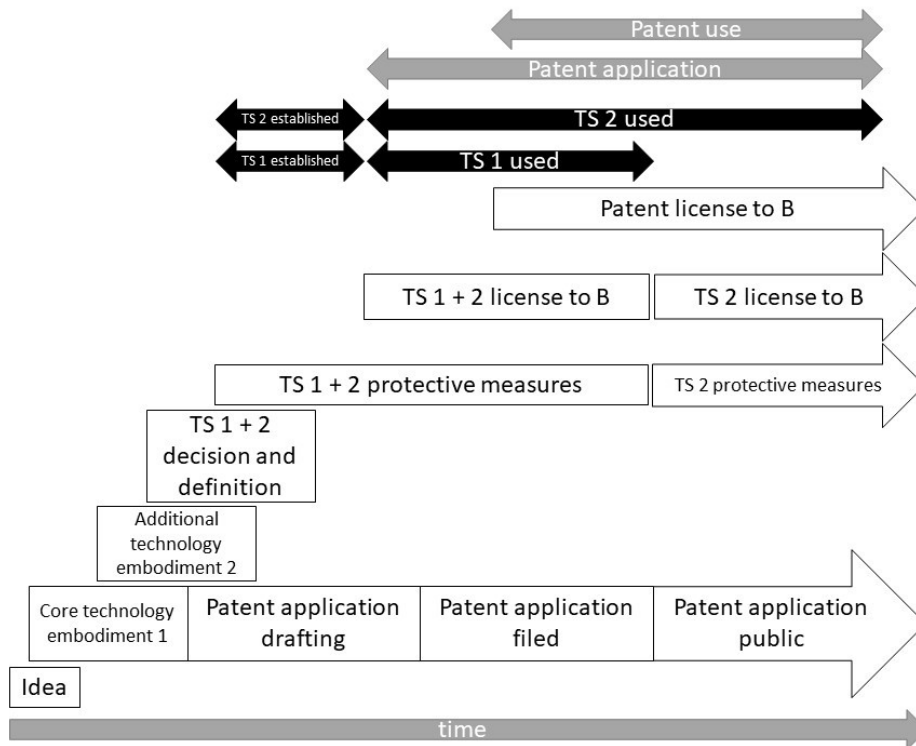 Patent use
Patent application
TS 2 established
TS 2 used
TS 1 established
TS 1 used
Patent license to B
TS 1 + 2 license to B
TS 2 license to B
TS 1 + 2 protective measures
TS 2 protective measures
TS 1 + 2
decision and
definition
Additional
technology
embodiment 2
Core technology
embodiment 1
Patent application
drafting
Patent application
filed
Patent application
public
Idea
time